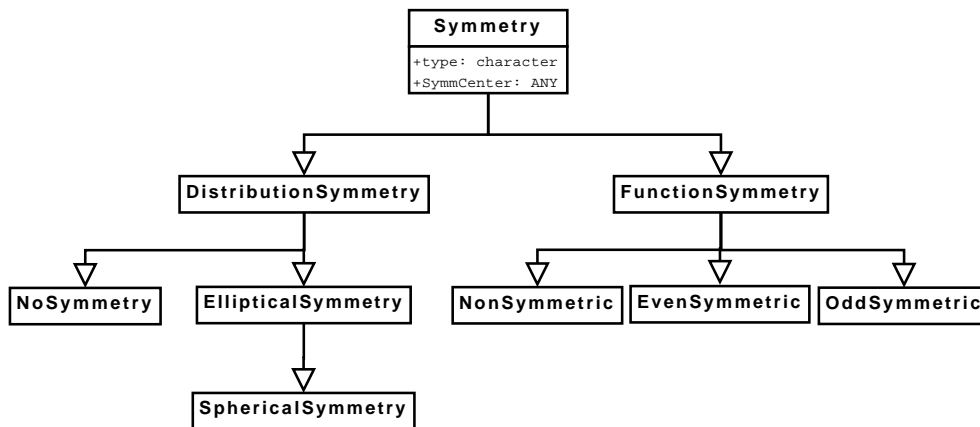 Symmetry
+type: character
+SymmCenter: ANY
DistributionSymmetry
FunctionSymmetry
NoSymmetry
EllipticalSymmetry
NonSymmetric
EvenSymmetric
OddSymmetric
SphericalSymmetry